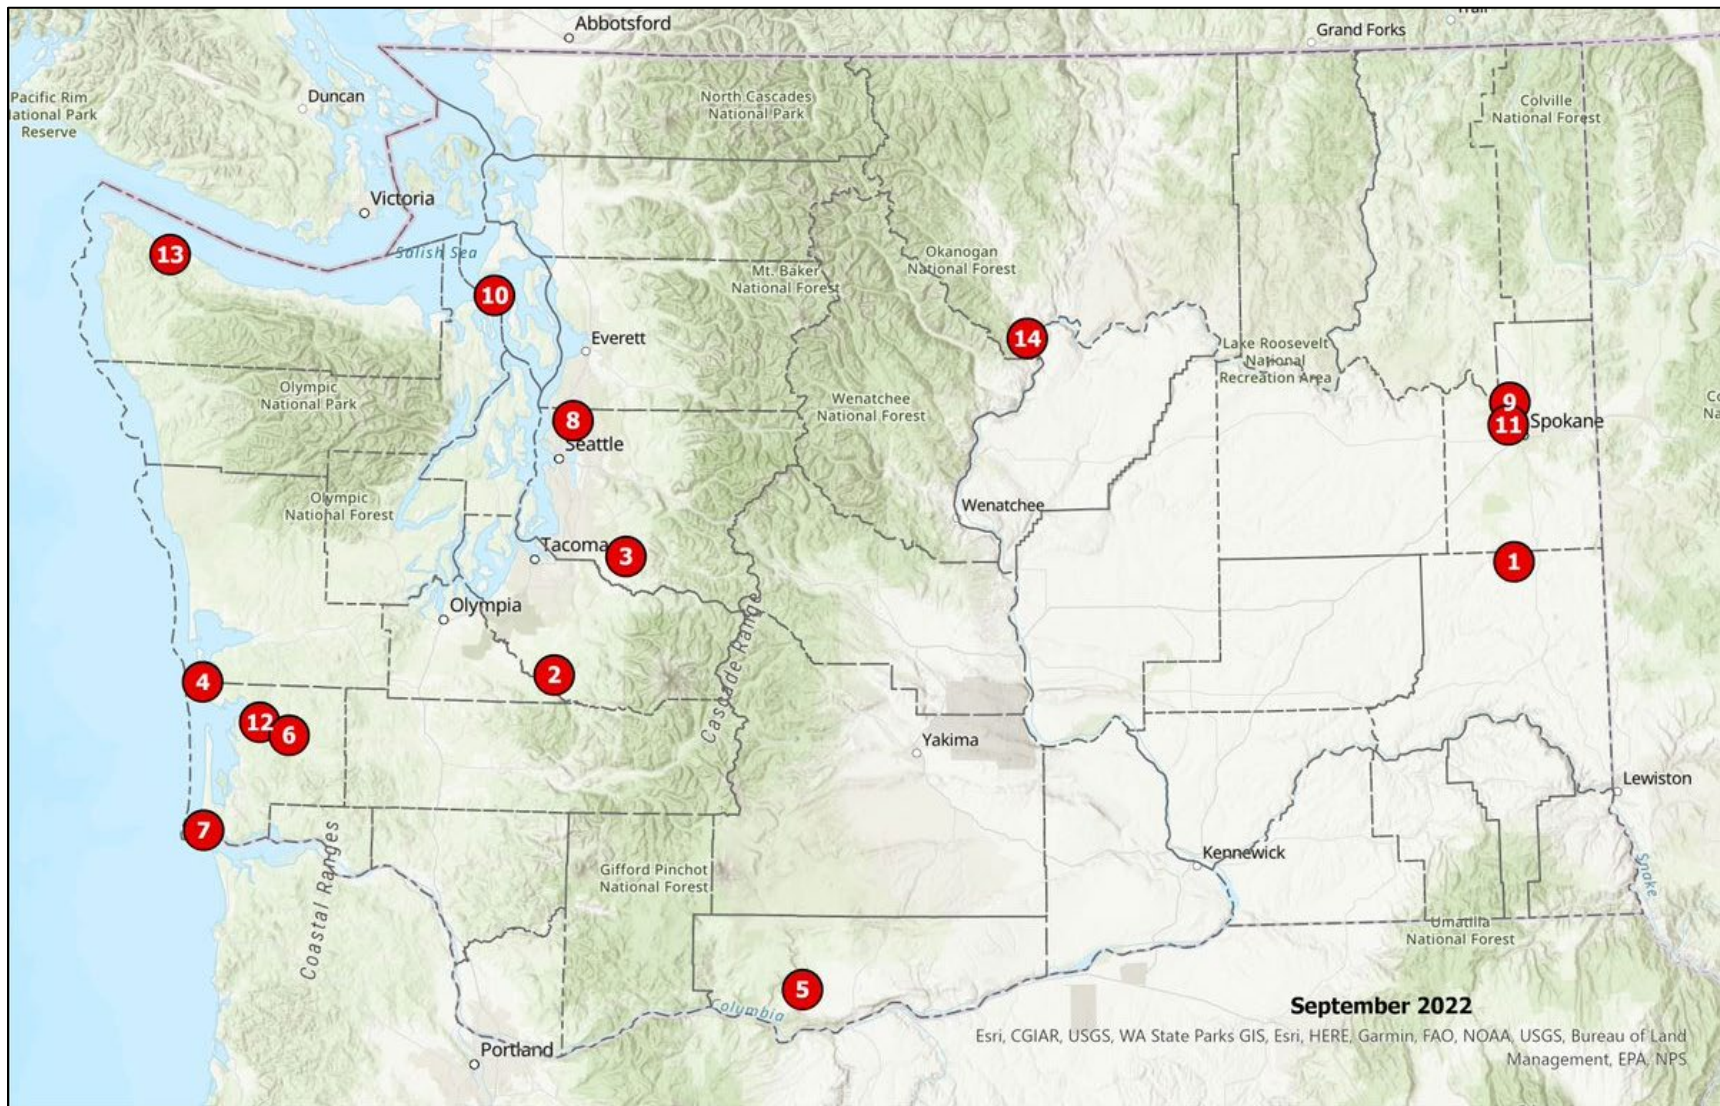 Abbotsford
Grand Forks
Trail
Pacific Rim
National Park
Reserve
Duncan
North Cascades
National Park
Colville
National Forest
Victoria
13
Salish Sea
Okanogan
National Forest
Mt. Baker
National Forest
10
Everett
14
Lake Roosevelt
National
Recreation Area
Olympic
National Park
Wenatchee
National Forest
9
8
11
Spokane
Seattle
Olympic
National Forest
Wenatchee
Tacoma
3
1
Olympia
Cascade Range
4
2
12
6
Yakima
Lewiston
7
Coastal Ranges
Kennewick
Snake
Gifford Pinchot
National Forest
Umatilla
National Forest
5
Columbia
September 2022
Esri, CGIAR, USGS, WA State Parks GIS, Esri, HERE, Garmin, FAO, NOAA, USGS, Bureau of Land
Management, EPA, NPS
Portland